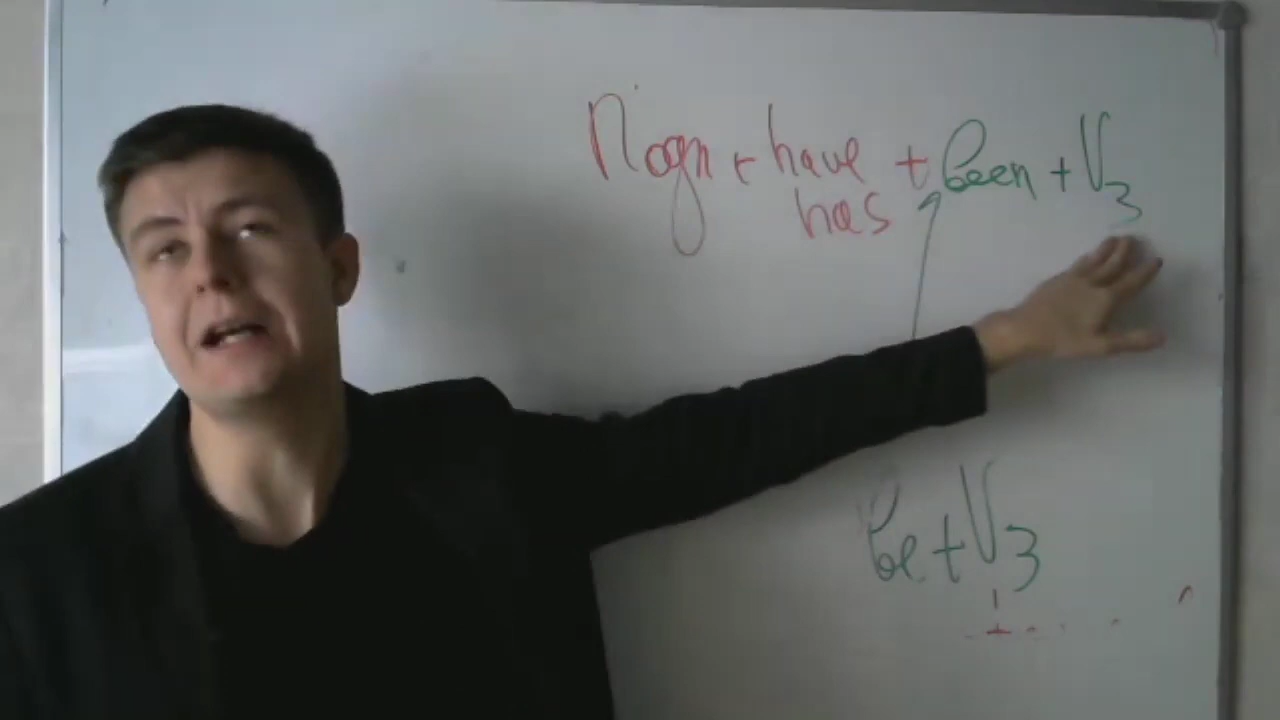 Подл + have + been + V3
has
be + V3